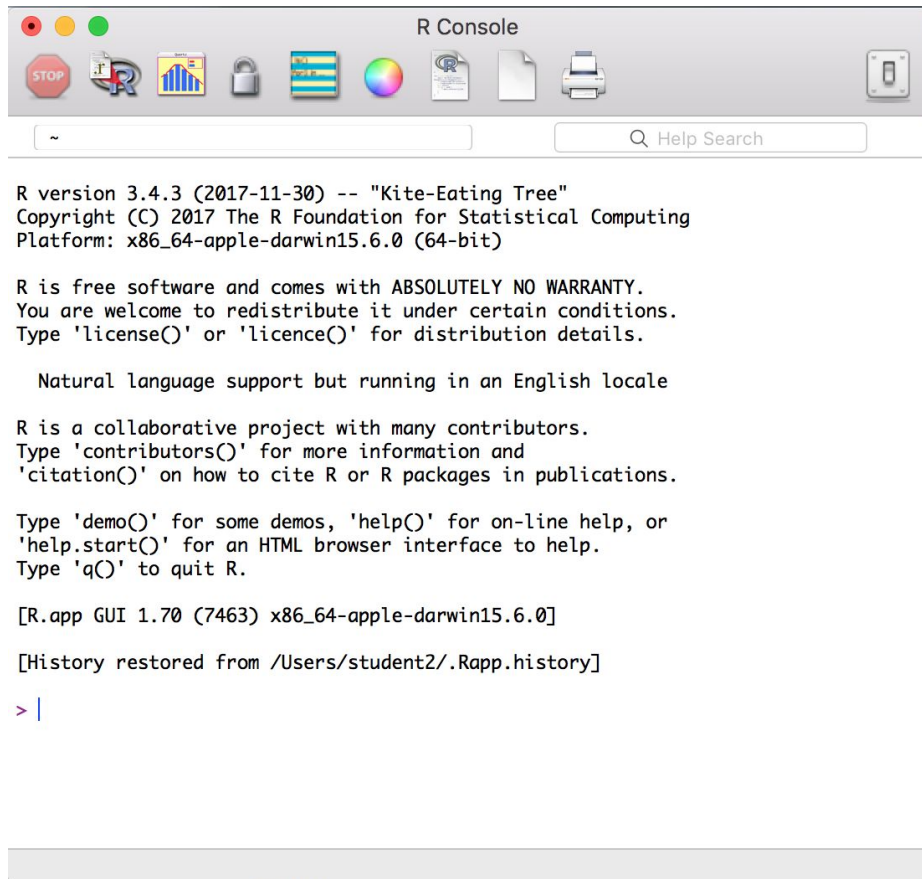 R Console
STOP
~
Help Search
R version 3.4.3 (2017-11-30) -- "Kite-Eating Tree"
Copyright (C) 2017 The R Foundation for Statistical Computing
Platform: x86_64-apple-darwin15.6.0 (64-bit)
R is free software and comes with ABSOLUTELY NO WARRANTY.
You are welcome to redistribute it under certain conditions.
Type 'license()' or 'licence()' for distribution details.
Natural language support but running in an English locale
R is a collaborative project with many contributors.
Type 'contributors()' for more information and
'citation()' on how to cite R or R packages in publications.
Type 'demo()' for some demos, 'help()' for on-line help, or
'help.start()' for an HTML browser interface to help.
Type 'q()' to quit R.
[R.app GUI 1.70 (7463) x86_64-apple-darwin15.6.0]
[History restored from /Users/student2/.Rapp.history]
>